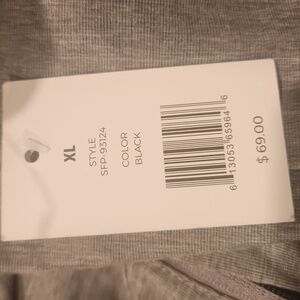 XL
STYLE
SFP-93124
COLOR
BLACK
6 13053 65964 6
$ 69.00